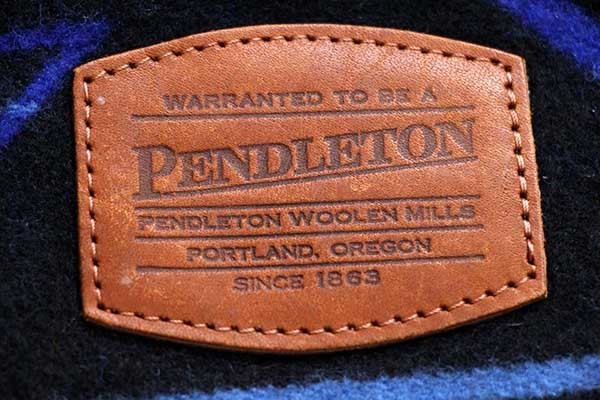 WARRANTED TO BE A
PENDLETON
PENDLETON WOOLEN MILLS
PORTLAND, OREGON
SINCE 1863